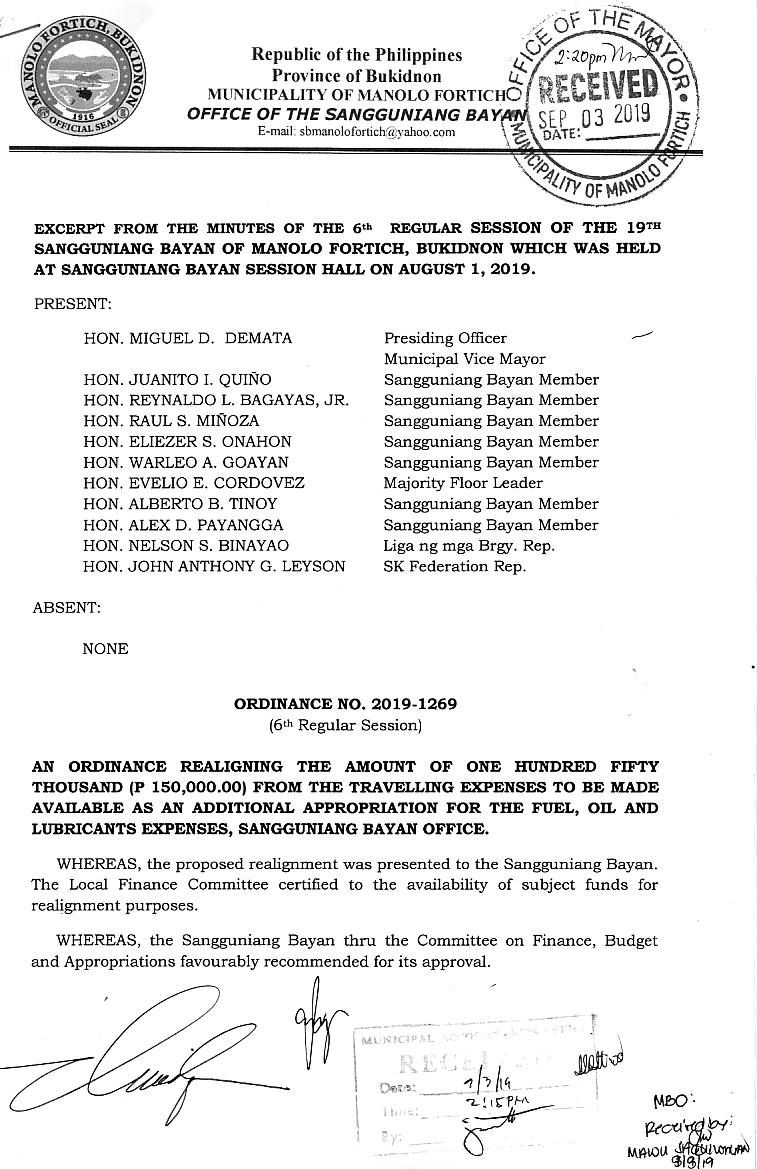 MANOLO FORTICH, BUKIDNON
1916
OFFICIAL SEAL
Republic of the Philippines
Province of Bukidnon
MUNICIPALITY OF MANOLO FORTICH
OFFICE OF THE SANGGUNIANG BAYAN
E-mail: sbmanolofortich@yahoo.com
OFFICE OF THE MAYOR
2:20pm
RECEIVED
SEP 03 2019
DATE:
MUNICIPALITY OF MANOLO FORTICH
EXCERPT FROM THE MINUTES OF THE 6th REGULAR SESSION OF THE 19TH
SANGGUNIANG BAYAN OF MANOLO FORTICH, BUKIDNON WHICH WAS HELD
AT SANGGUNIANG BAYAN SESSION HALL ON AUGUST 1, 2019.
PRESENT:
HON. MIGUEL D. DEMATA Presiding Officer
Municipal Vice Mayor
HON. JUANITO I. QUIÑO Sangguniang Bayan Member
HON. REYNALDO L. BAGAYAS, JR. Sangguniang Bayan Member
HON. RAUL S. MIÑOZA Sangguniang Bayan Member
HON. ELIEZER S. ONAHON Sangguniang Bayan Member
HON. WARLEO A. GOAYAN Sangguniang Bayan Member
HON. EVELIO E. CORDOVEZ Majority Floor Leader
HON. ALBERTO B. TINOY Sangguniang Bayan Member
HON. ALEX D. PAYANGGA Sangguniang Bayan Member
HON. NELSON S. BINAYAO Liga ng mga Brgy. Rep.
HON. JOHN ANTHONY G. LEYSON SK Federation Rep.
ABSENT:
NONE
ORDINANCE NO. 2019-1269
(6th Regular Session)
AN ORDINANCE REALIGNING THE AMOUNT OF ONE HUNDRED FIFTY
THOUSAND (P 150,000.00) FROM THE TRAVELLING EXPENSES TO BE MADE
AVAILABLE AS AN ADDITIONAL APPROPRIATION FOR THE FUEL, OIL AND
LUBRICANTS EXPENSES, SANGGUNIANG BAYAN OFFICE.
WHEREAS, the proposed realignment was presented to the Sangguniang Bayan.
The Local Finance Committee certified to the availability of subject funds for
realignment purposes.
WHEREAS, the Sangguniang Bayan thru the Committee on Finance, Budget
and Appropriations favourably recommended for its approval.
MUNICIPAL
RECEIVED
Date: 9/3/19
Time: 2:15PM
By:
MBO:
Received by:
9/3/19